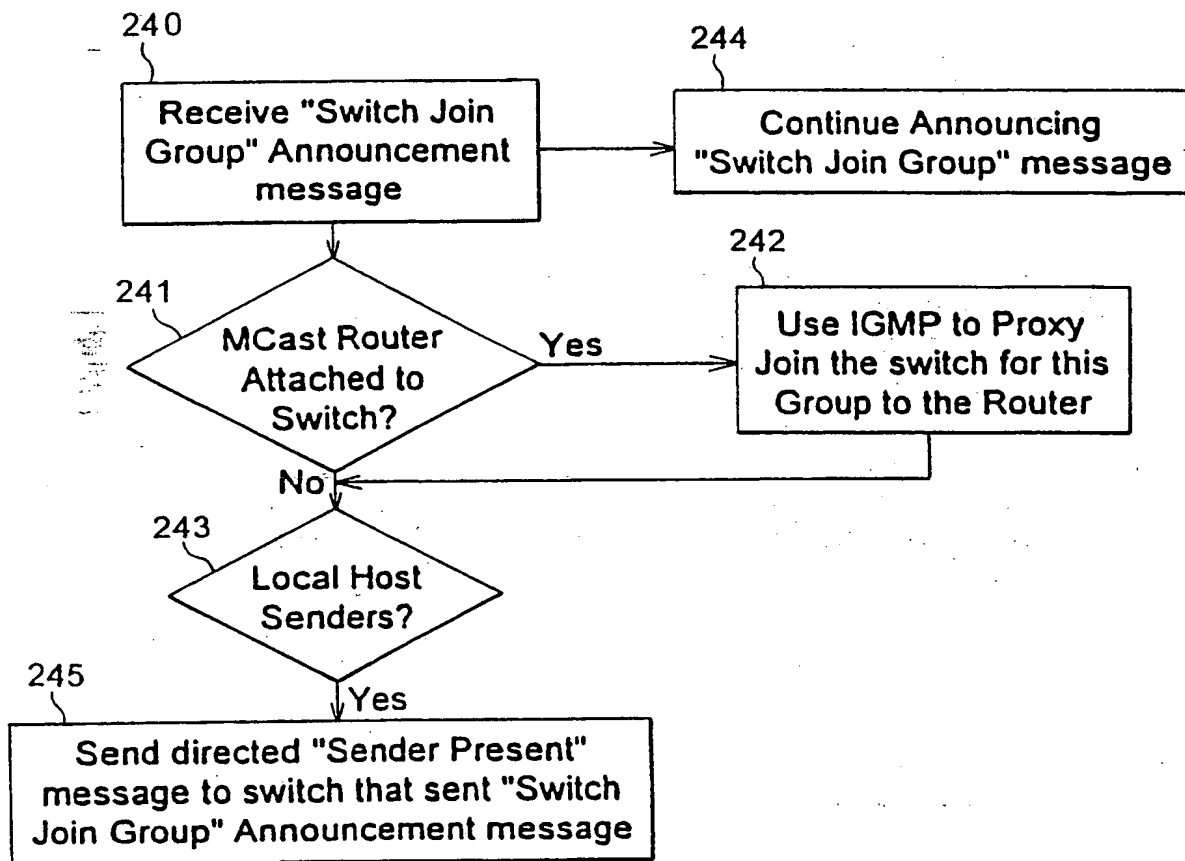 240
Receive "Switch Join
Group" Announcement
message
244
Continue Announcing
"Switch Join Group" message
241
MCast Router
Attached to
Switch?
Yes
242
Use IGMP to Proxy
Join the switch for this
Group to the Router
No
243
Local Host
Senders?
Yes
245
Send directed "Sender Present"
message to switch that sent "Switch
Join Group" Announcement message